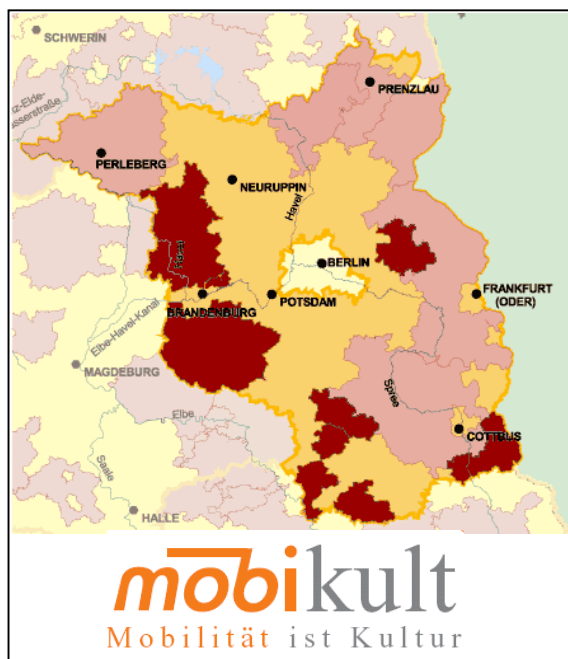 SCHWERIN
PRENZLAU
PERLEBERG
NEURUPPIN
Havel
BERLIN
FRANKFURT
(ODER)
BRANDENBURG
POTSDAM
Elbe-Havel-Kanal
MAGDEBURG
Elbe
Spree
COTTBUS
Saale
HALLE
mobikult
Mobilität ist Kultur